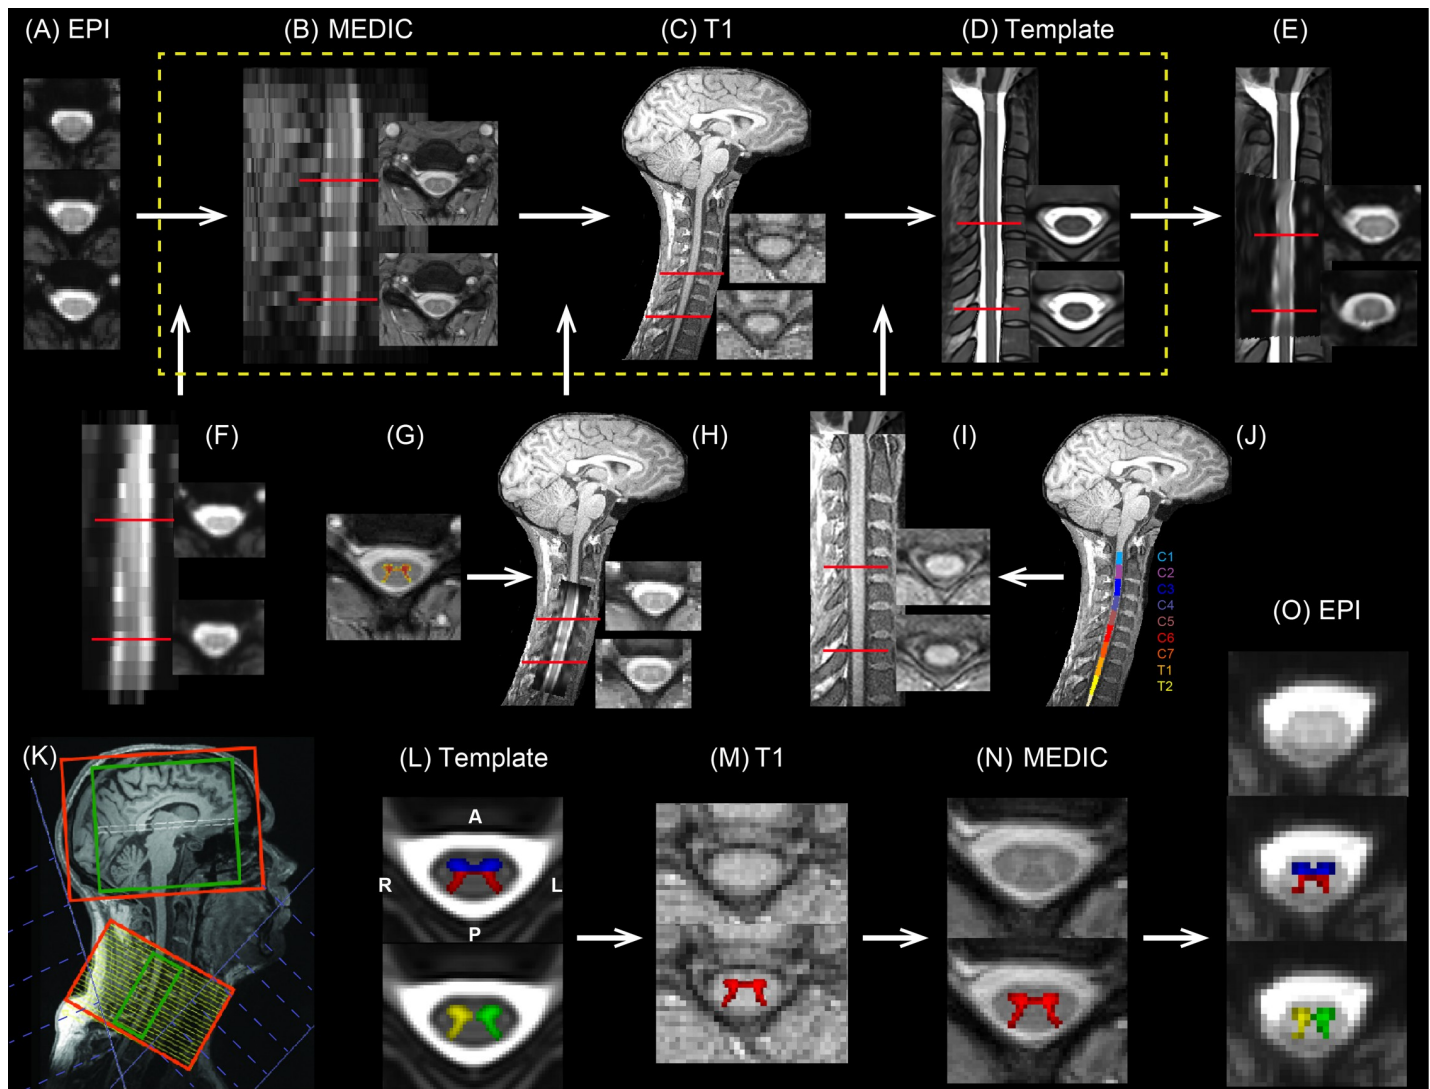 (A) EPI
(B) MEDIC
(C) T1
(D) Template
(E)
(F)
(G)
(H)
(I)
(J)
C1
C2
C3
C4
C5
C6
C7
T1
T2
(K)
(L) Template
A
R
L
P
(M) T1
(N) MEDIC
(O) EPI